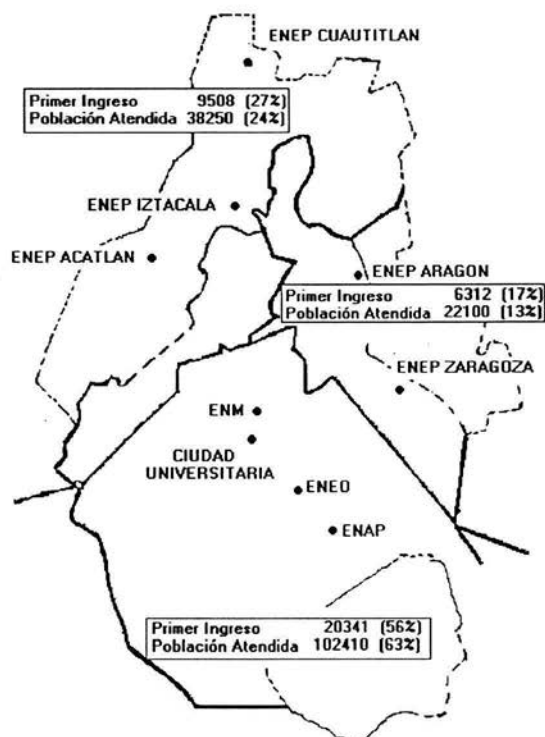 ENEP CUAUTITLAN
Primer Ingreso 9508 (27%)
Población Atendida 38250 (24%)
ENEP IZTACALA
ENEP ACATLAN
ENEP ARAGON
Primer Ingreso 6312 (17%)
Población Atendida 22100 (13%)
ENEP ZARAGOZA
ENM
CIUDAD
UNIVERSITARIA
ENEO
ENAP
Primer Ingreso 20341 (56%)
Población Atendida 102410 (63%)